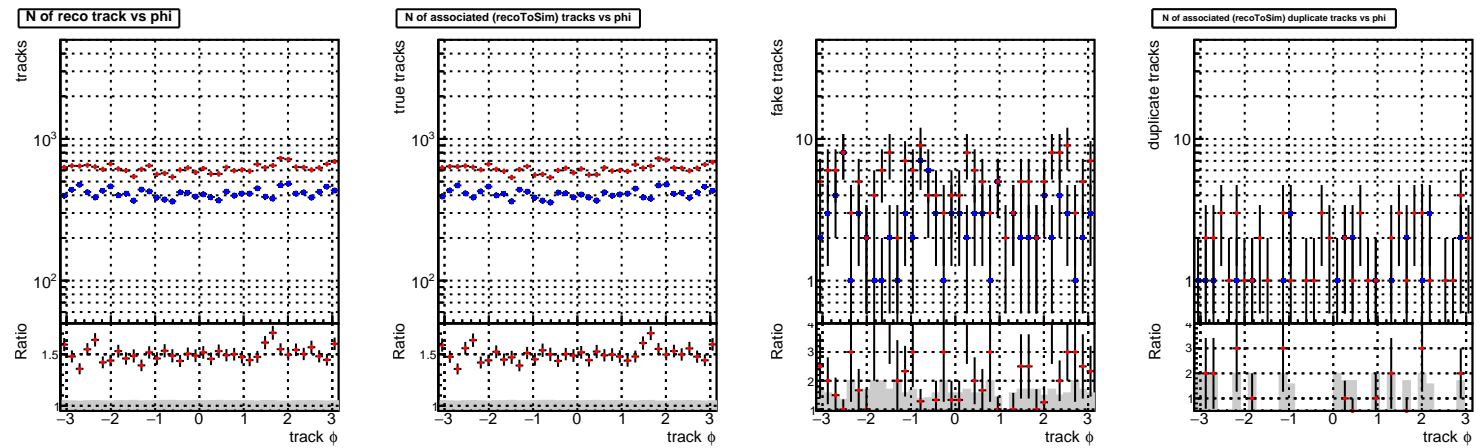 N of reco track vs phi
tracks
10³
10²
Ratio
1.5
1
−3 −2 −1 0 1 2 3
track ϕ
N of associated (recoToSim) tracks vs phi
true tracks
10³
10²
Ratio
1.5
1
−3 −2 −1 0 1 2 3
track ϕ
fake tracks
10
1
Ratio
4
3
2
1
−3 −2 −1 0 1 2 3
track ϕ
N of associated (recoToSim) duplicate tracks vs phi
duplicate tracks
10
1
Ratio
4
3
2
1
−3 −2 −1 0 1 2 3
track ϕ